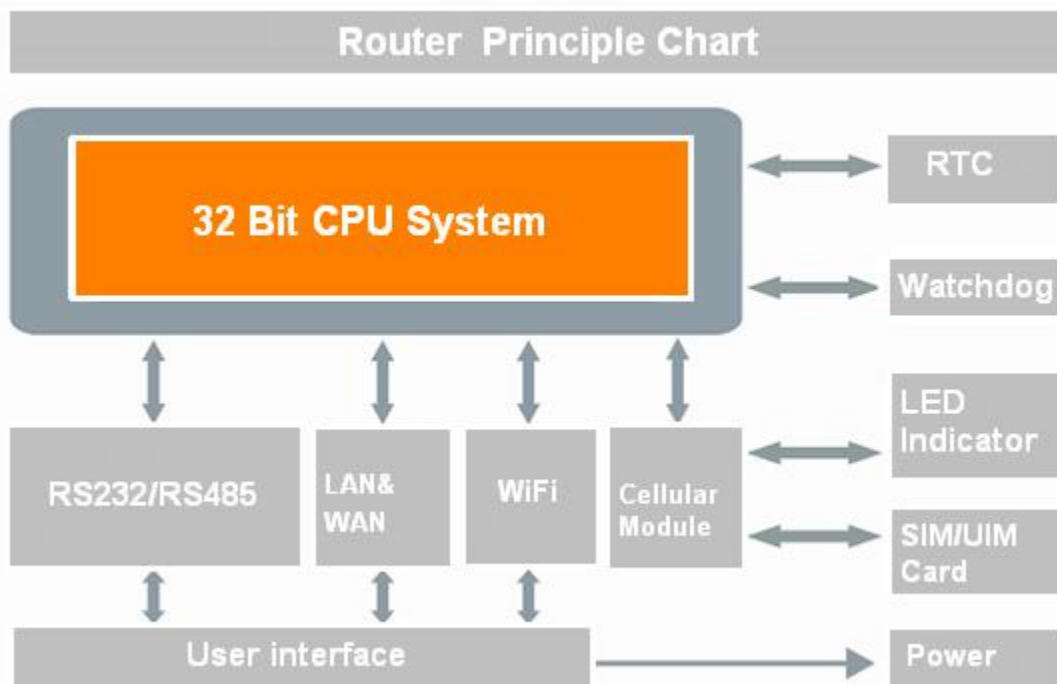 Router Principle Chart
32 Bit CPU System
RTC
Watchdog
LED
Indicator
RS232/RS485
LAN&
WAN
WiFi
Cellular
Module
SIM/UIM
Card
User interface
Power